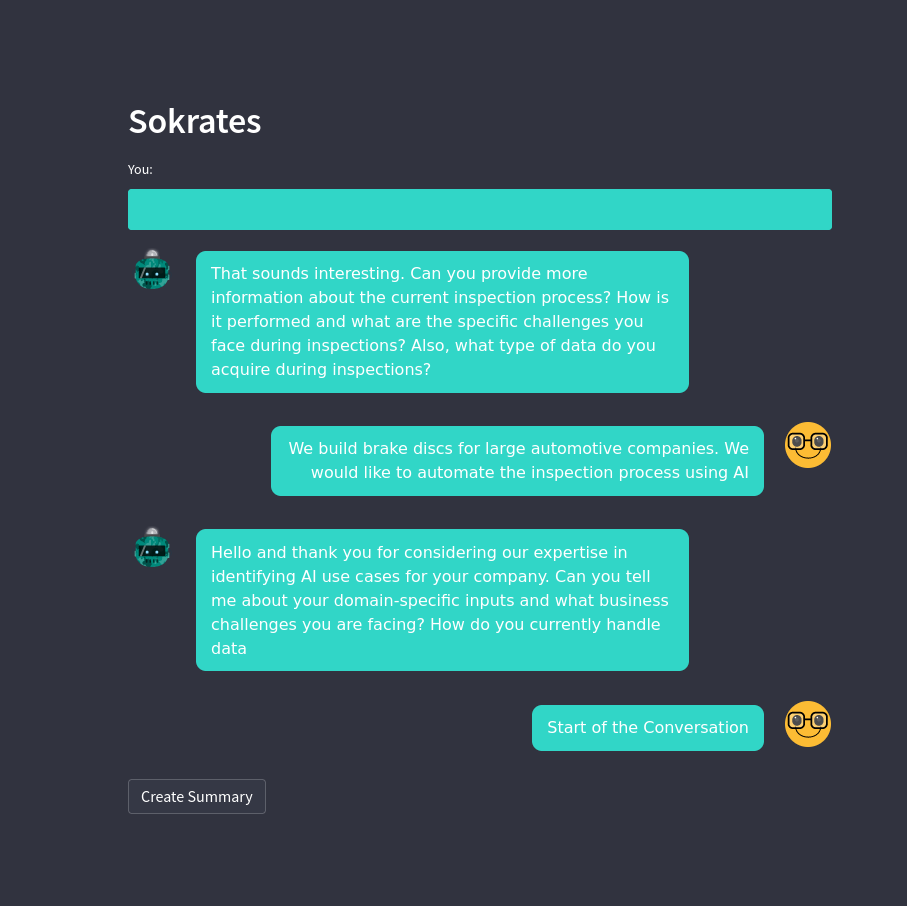 Sokrates
You:
That sounds interesting. Can you provide more
information about the current inspection process? How is
it performed and what are the specific challenges you
face during inspections? Also, what type of data do you
acquire during inspections?
We build brake discs for large automotive companies. We
would like to automate the inspection process using AI
Hello and thank you for considering our expertise in
identifying AI use cases for your company. Can you tell
me about your domain-specific inputs and what business
challenges you are facing? How do you currently handle
data
Start of the Conversation
Create Summary